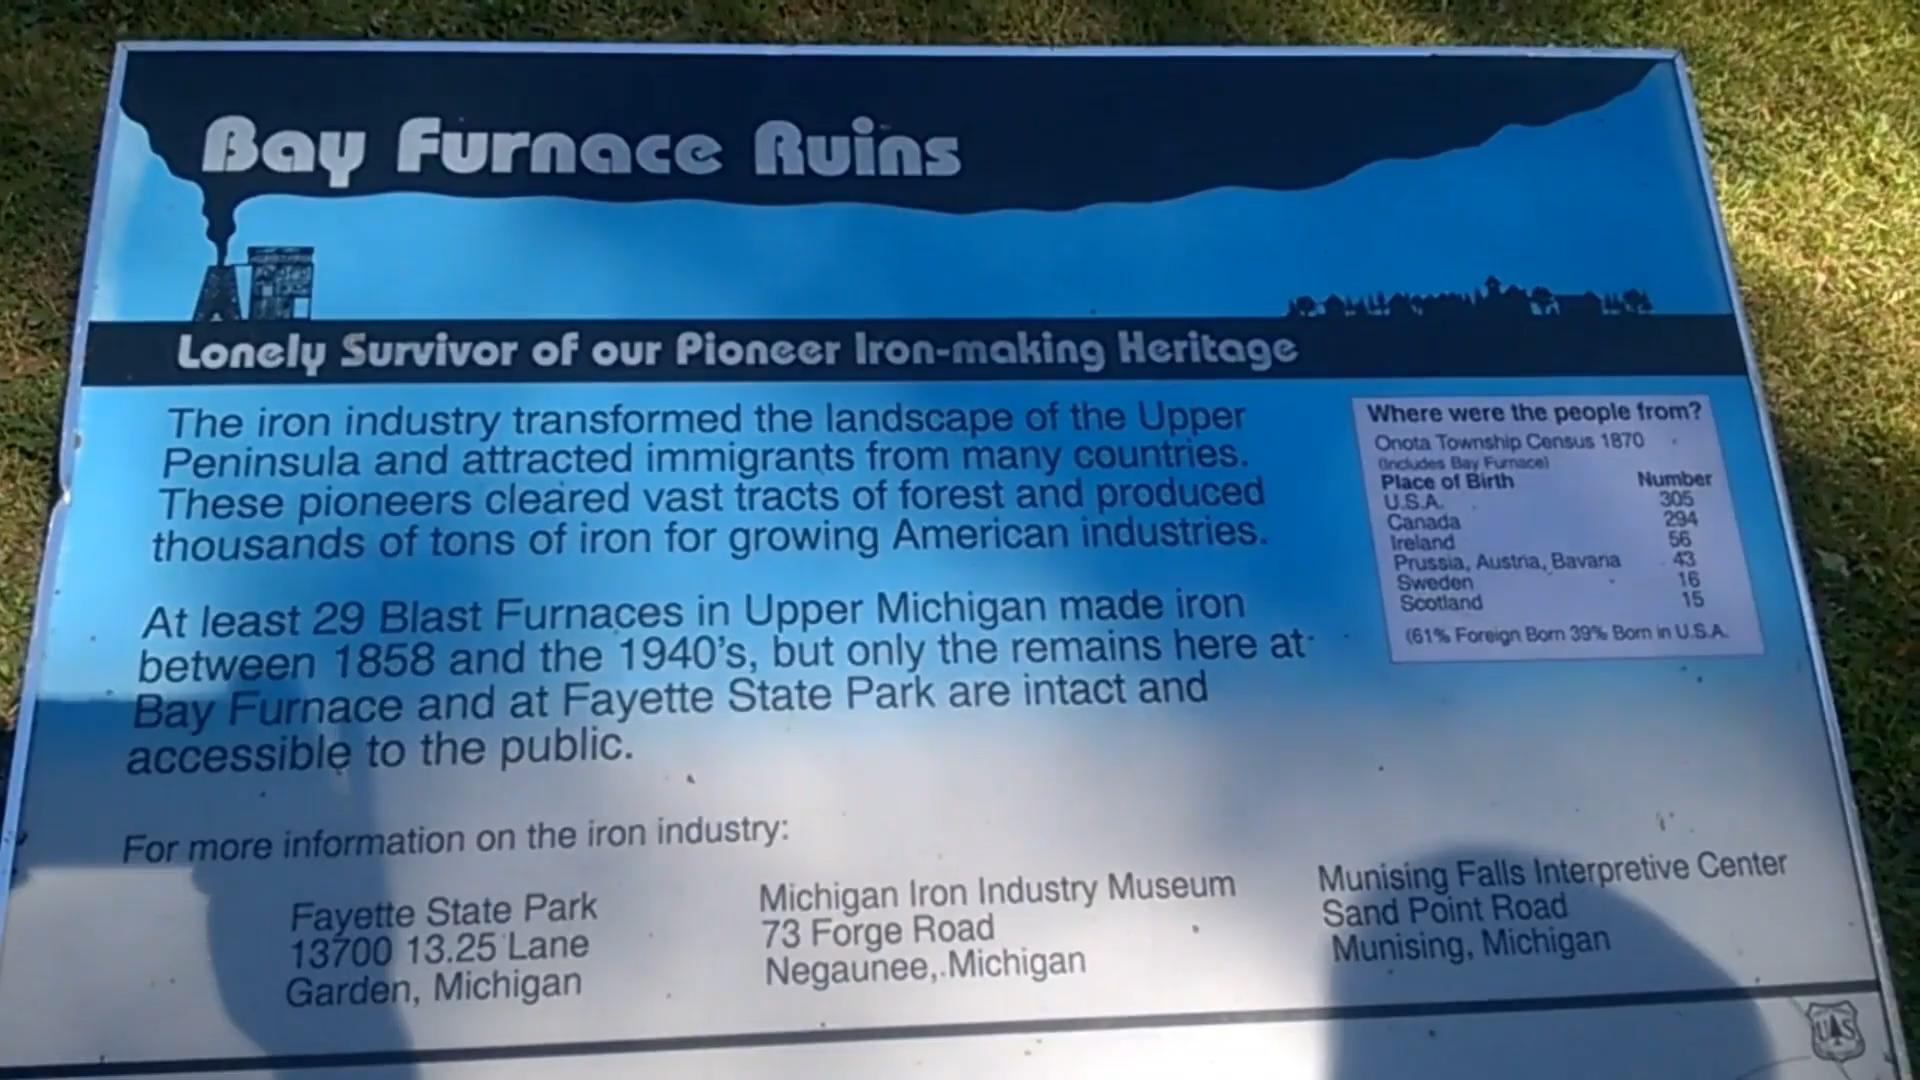 Bay Furnace Ruins
Lonely Survivor of our Pioneer Iron-making Heritage
The iron industry transformed the landscape of the Upper
Peninsula and attracted immigrants from many countries.
These pioneers cleared vast tracts of forest and produced
thousands of tons of iron for growing American industries.
At least 29 Blast Furnaces in Upper Michigan made iron
between 1858 and the 1940's, but only the remains here at
Bay Furnace and at Fayette State Park are intact and
accessible to the public.
Where were the people from?
Onota Township Census 1870
(Includes Bay Furnace)
Place of Birth Number
U.S.A. 305
Canada 294
Ireland 56
Prussia, Austria, Bavaria 43
Sweden 16
Scotland 15
(61% Foreign Born 39% Born in U.S.A.
For more information on the iron industry:
Fayette State Park
13700 13.25 Lane
Garden, Michigan
Michigan Iron Industry Museum
73 Forge Road
Negaunee, Michigan
Munising Falls Interpretive Center
Sand Point Road
Munising, Michigan
U S